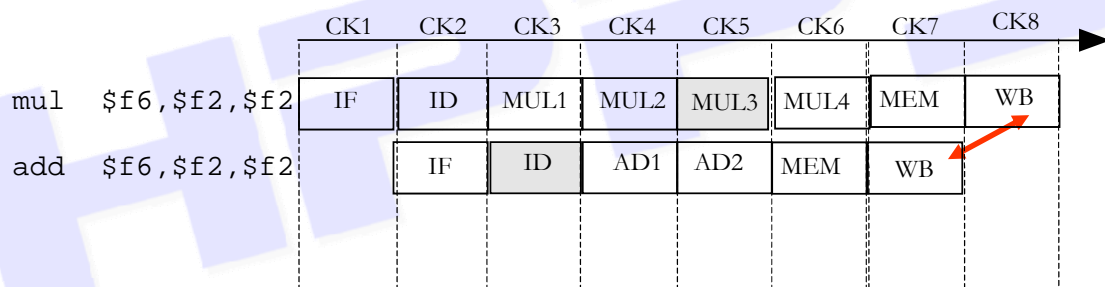 CK1 CK2 CK3 CK4 CK5 CK6 CK7 CK8
mul $f6,$f2,$f2 IF ID MUL1 MUL2 MUL3 MUL4 MEM WB
add $f6,$f2,$f2 IF ID AD1 AD2 MEM WB